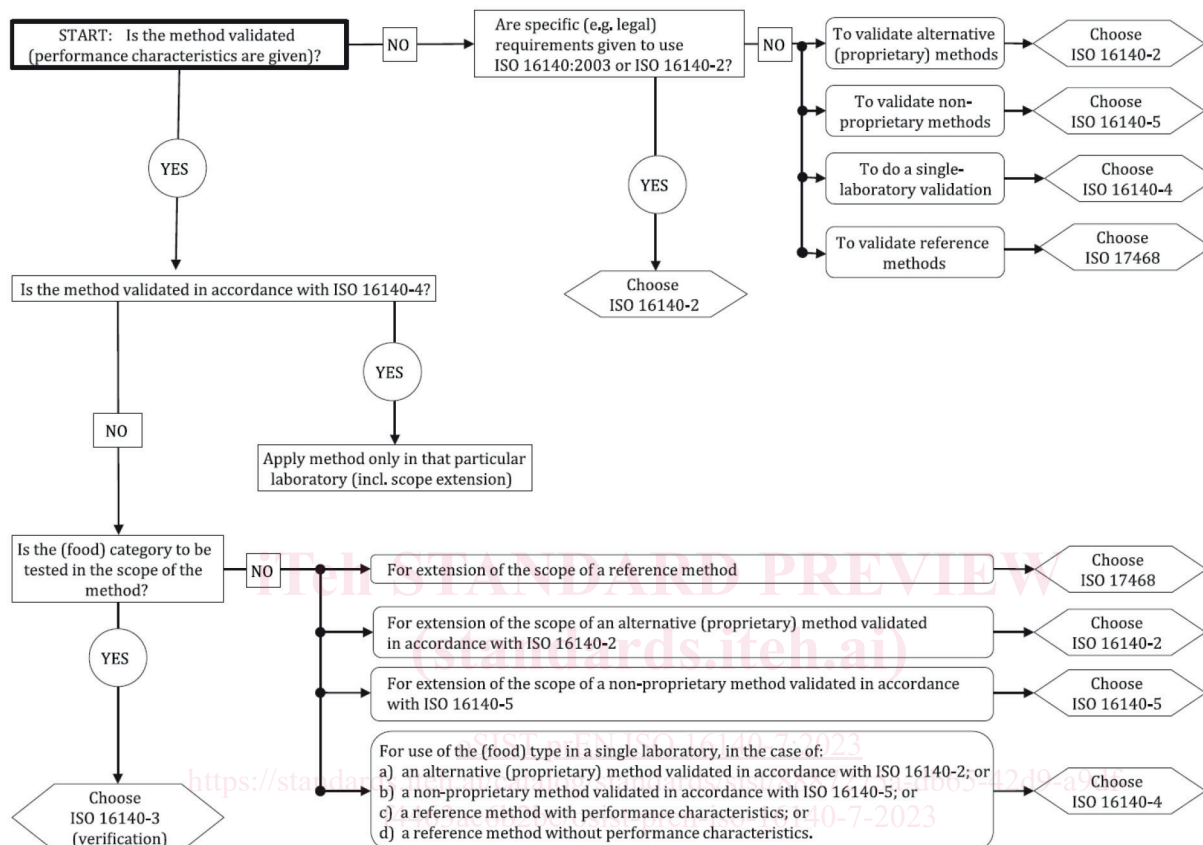 START: Is the method validated
(performance characteristics are given)?
NO
Are specific (e.g. legal)
requirements given to use
ISO 16140:2003 or ISO 16140-2?
NO
To validate alternative
(proprietary) methods
Choose
ISO 16140-2
To validate non-
proprietary methods
Choose
ISO 16140-5
To do a single-
laboratory validation
Choose
ISO 16140-4
To validate reference
methods
Choose
ISO 17468
YES
YES
Choose
ISO 16140-2
Is the method validated in accordance with ISO 16140-4?
YES
NO
Apply method only in that particular
laboratory (incl. scope extension)
Is the (food) category to be
tested in the scope of the
method?
NO
For extension of the scope of a reference method
Choose
ISO 17468
iTeh STANDARD PREVIEW
For extension of the scope of an alternative (proprietary) method validated
in accordance with ISO 16140-2
Choose
ISO 16140-2
(standards.iteh.ai)
YES
For extension of the scope of a non-proprietary method validated in accordance
with ISO 16140-5
Choose
ISO 16140-5
oSIST prEN ISO 16140-7:2023
For use of the (food) type in a single laboratory, in the case of:
a) an alternative (proprietary) method validated in accordance with ISO 16140-2; or
b) a non-proprietary method validated in accordance with ISO 16140-5; or
c) a reference method with performance characteristics; or
d) a reference method without performance characteristics.
Choose
ISO 16140-4
Choose
ISO 16140-3
(verification)